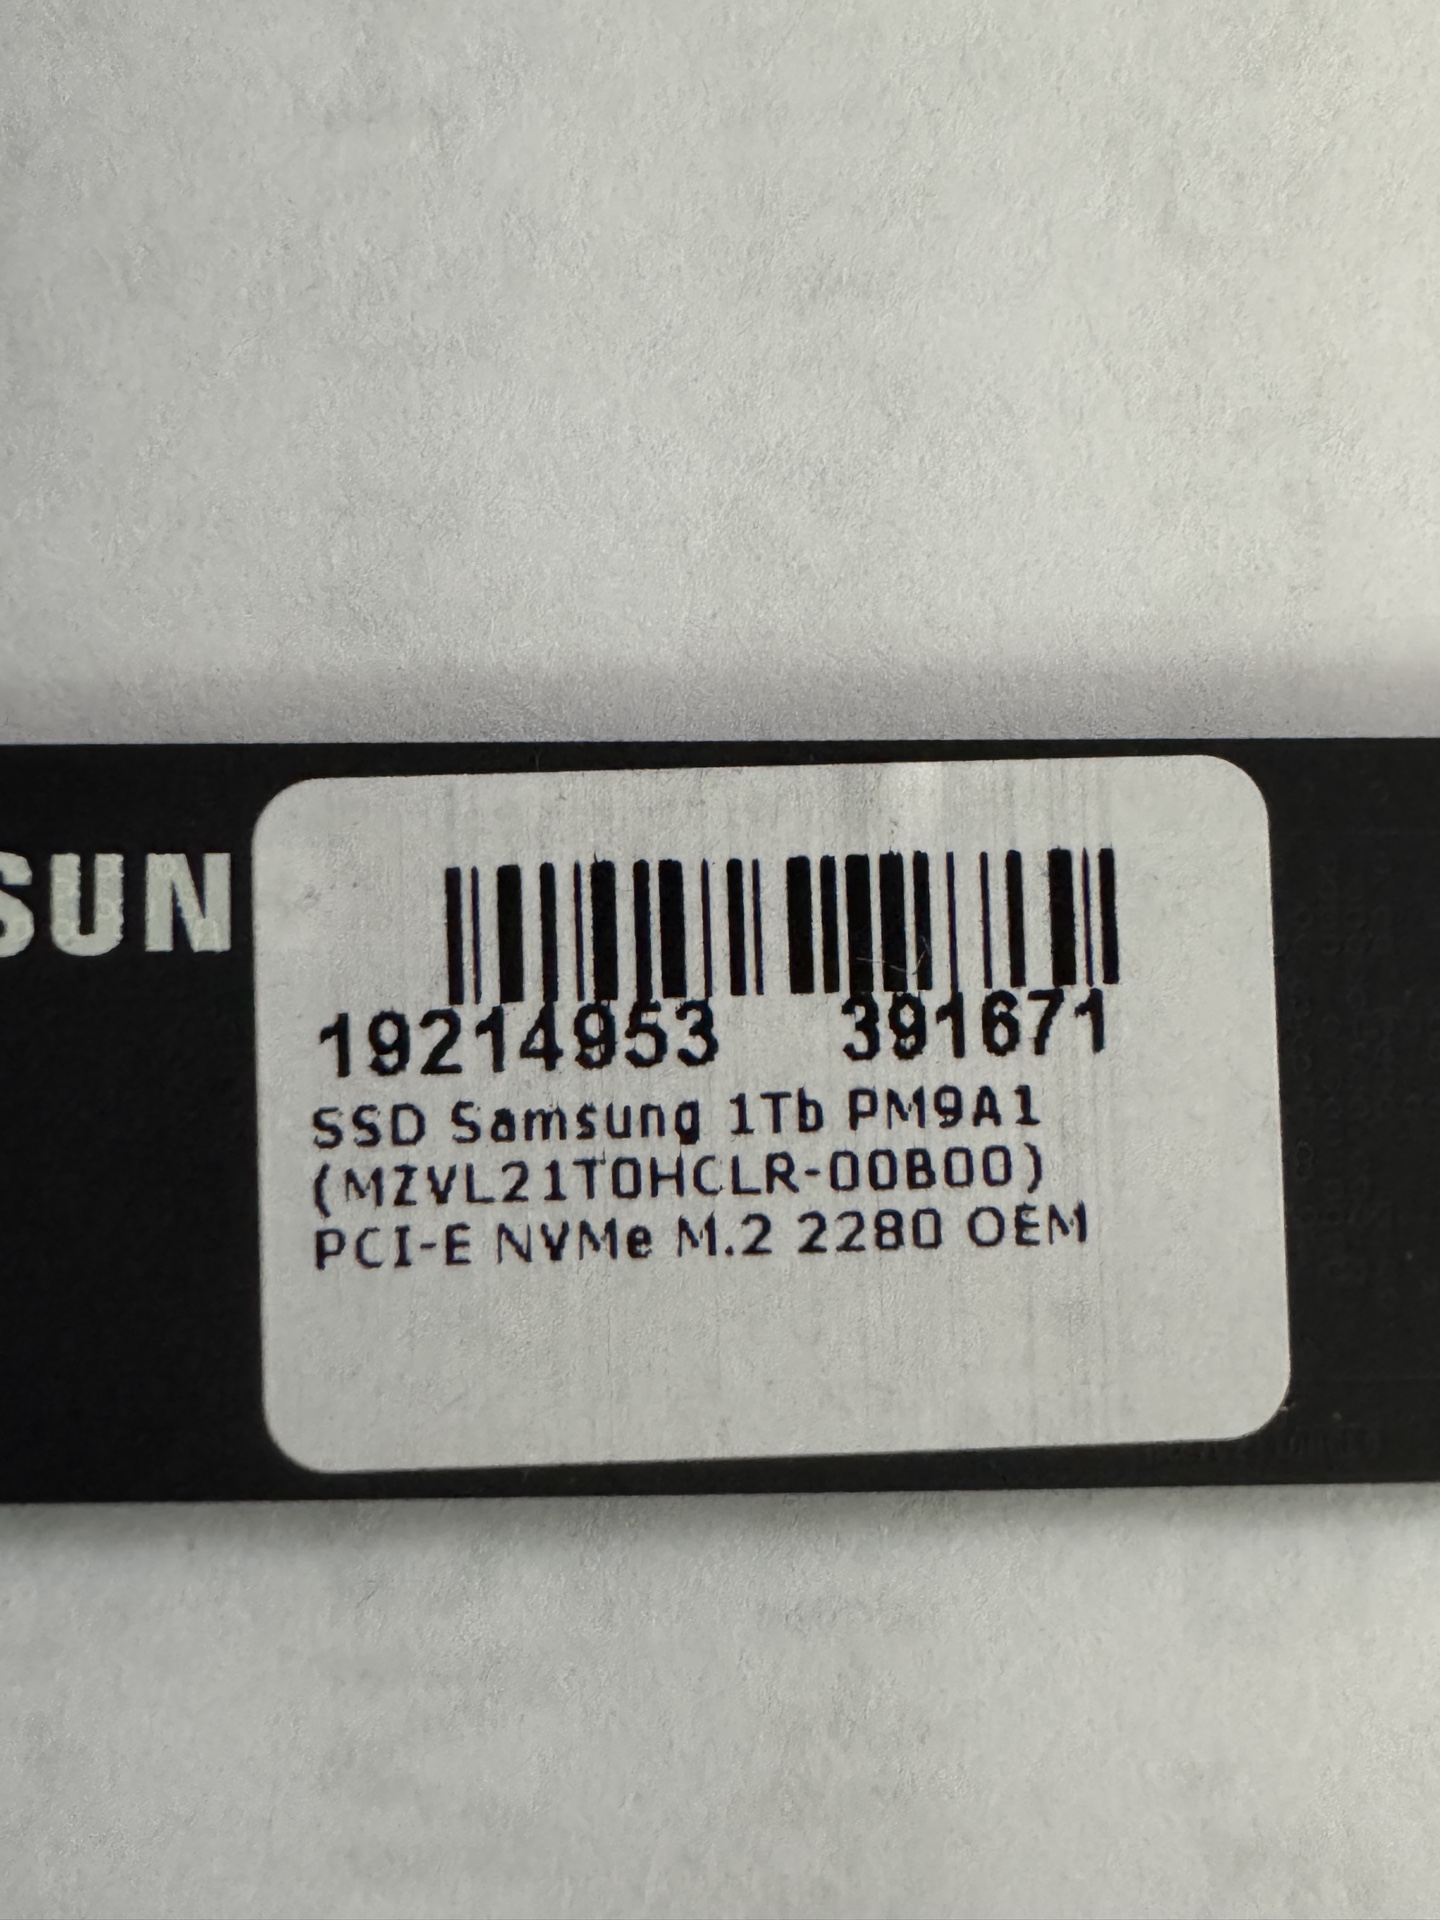 SUN
19214953 391671
SSD Samsung 1Tb PM9A1
(MZVL21T0HCLR-00B00)
PCI-E NVMe M.2 2280 OEM